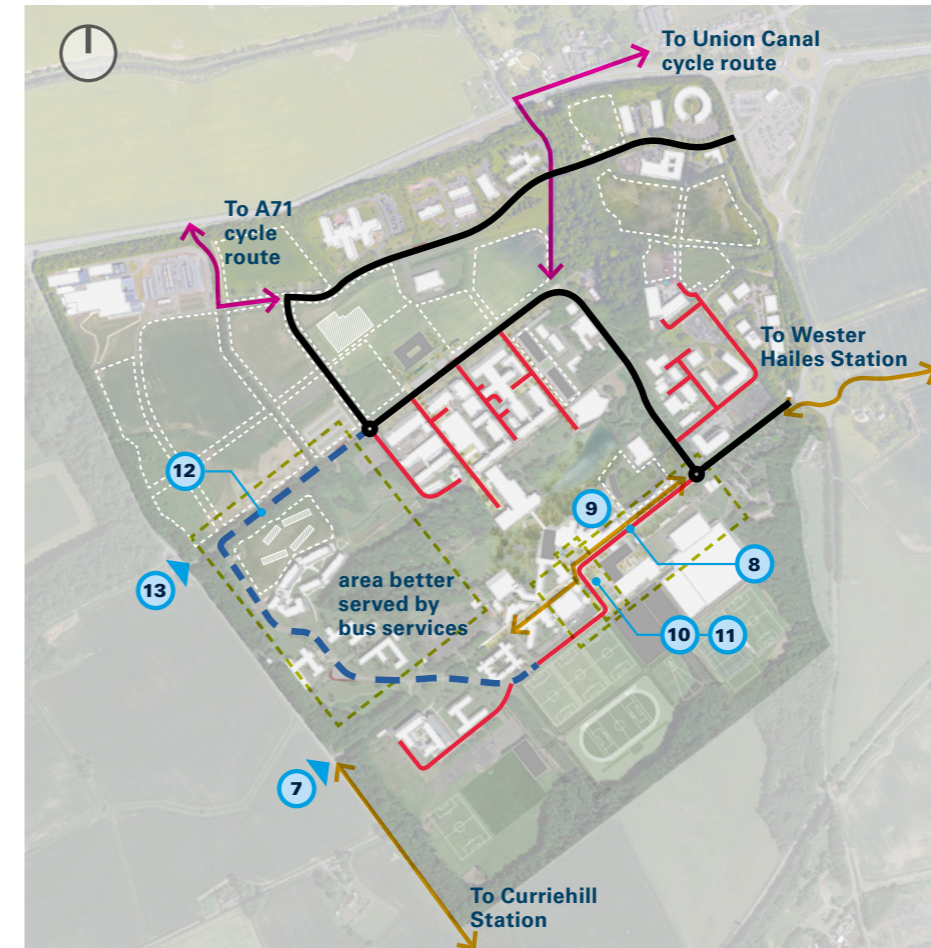 To Union Canal
cycle route
To A71
cycle
route
To Wester
Hailes Station
12
9
8
13
area better
served by
bus services
10
11
7
To Curriehill
Station